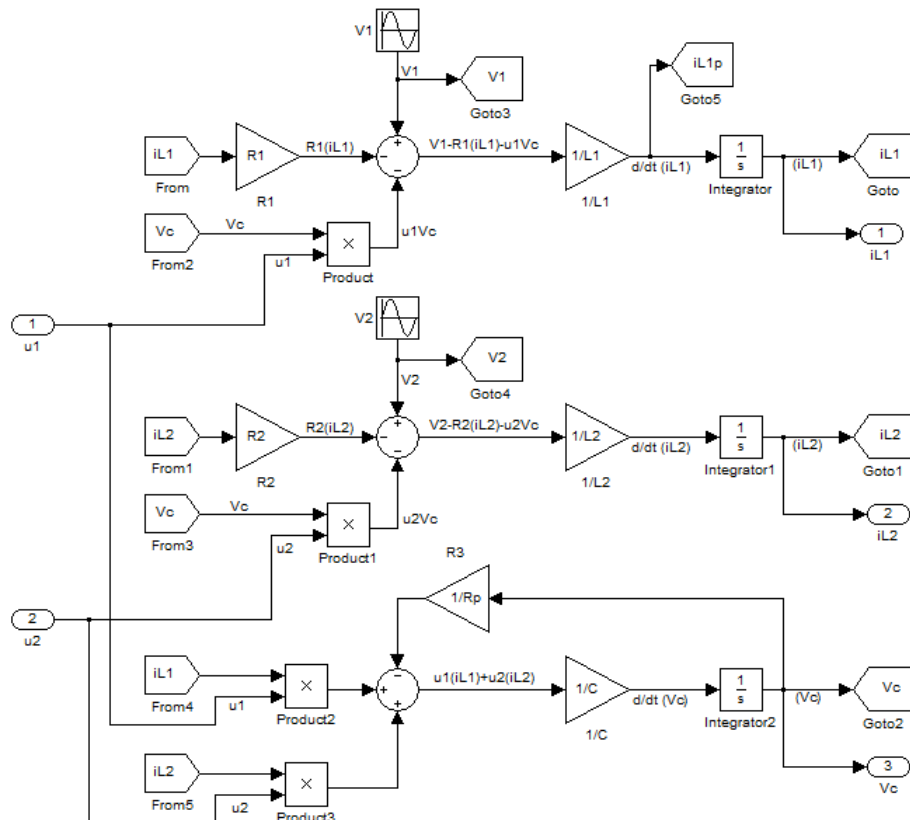 V1
V1
V1
Goto3
iL1p
Goto5
iL1
From
R1
R1
R1(iL1)
+
−
−
V1-R1(iL1)-u1Vc
1/L1
1/L1
d/dt (iL1)
1
s
Integrator
(iL1)
iL1
Goto
1
iL1
Vc
From2
Vc
u1
×
Product
u1Vc
1
u1
V2
V2
V2
Goto4
iL2
From1
R2
R2
R2(iL2)
+
−
−
V2-R2(iL2)-u2Vc
1/L2
1/L2
d/dt (iL2)
1
s
Integrator1
(iL2)
iL2
Goto1
2
iL2
Vc
From3
Vc
u2
×
Product1
u2Vc
2
u2
R3
1/Rp
iL1
From4
u1
×
Product2
−
+
+
u1(iL1)+u2(iL2)
1/C
1/C
d/dt (Vc)
1
s
Integrator2
(Vc)
Vc
Goto2
3
Vc
iL2
From5
u2
×
Product3